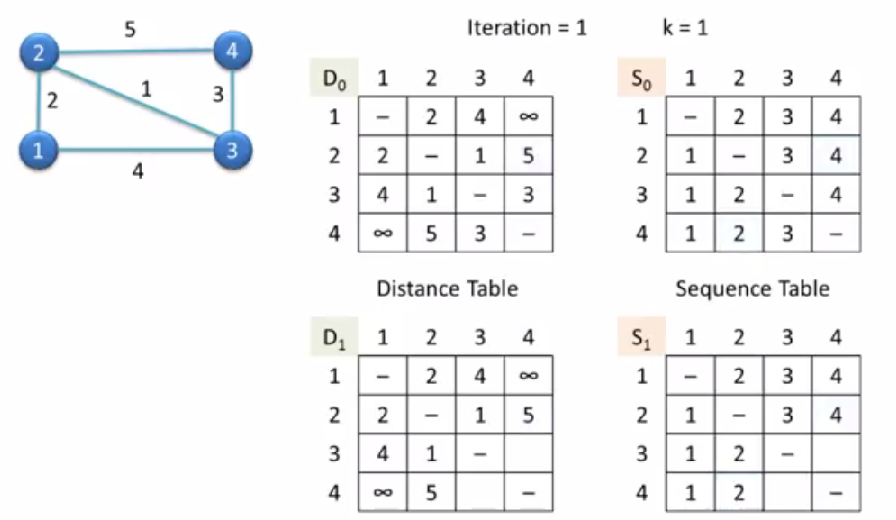 5
2
4
2
1
3
1
3
4
Iteration = 1 k = 1
D₀ 1 2 3 4
1 – 2 4 ∞
2 2 – 1 5
3 4 1 – 3
4 ∞ 5 3 –
S₀ 1 2 3 4
1 – 2 3 4
2 1 – 3 4
3 1 2 – 4
4 1 2 3 –
Distance Table
Sequence Table
D₁ 1 2 3 4
1 – 2 4 ∞
2 2 – 1 5
3 4 1 –
4 ∞ 5 –
S₁ 1 2 3 4
1 – 2 3 4
2 1 – 3 4
3 1 2 –
4 1 2 –